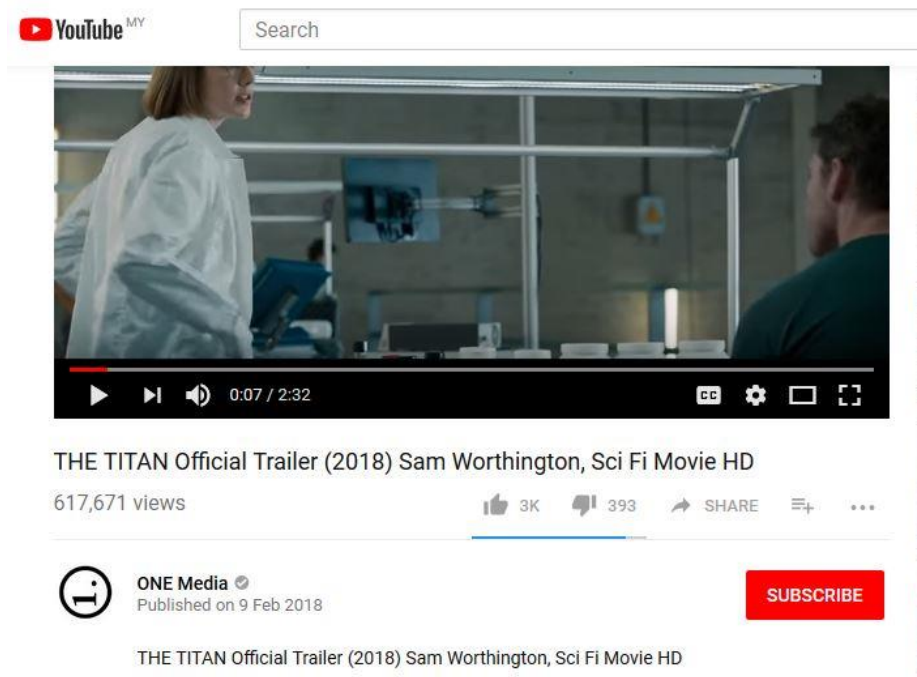 YouTube MY
Search
0:07 / 2:32
CC
THE TITAN Official Trailer (2018) Sam Worthington, Sci Fi Movie HD
617,671 views
3K 393 SHARE
ONE Media
Published on 9 Feb 2018
SUBSCRIBE
THE TITAN Official Trailer (2018) Sam Worthington, Sci Fi Movie HD